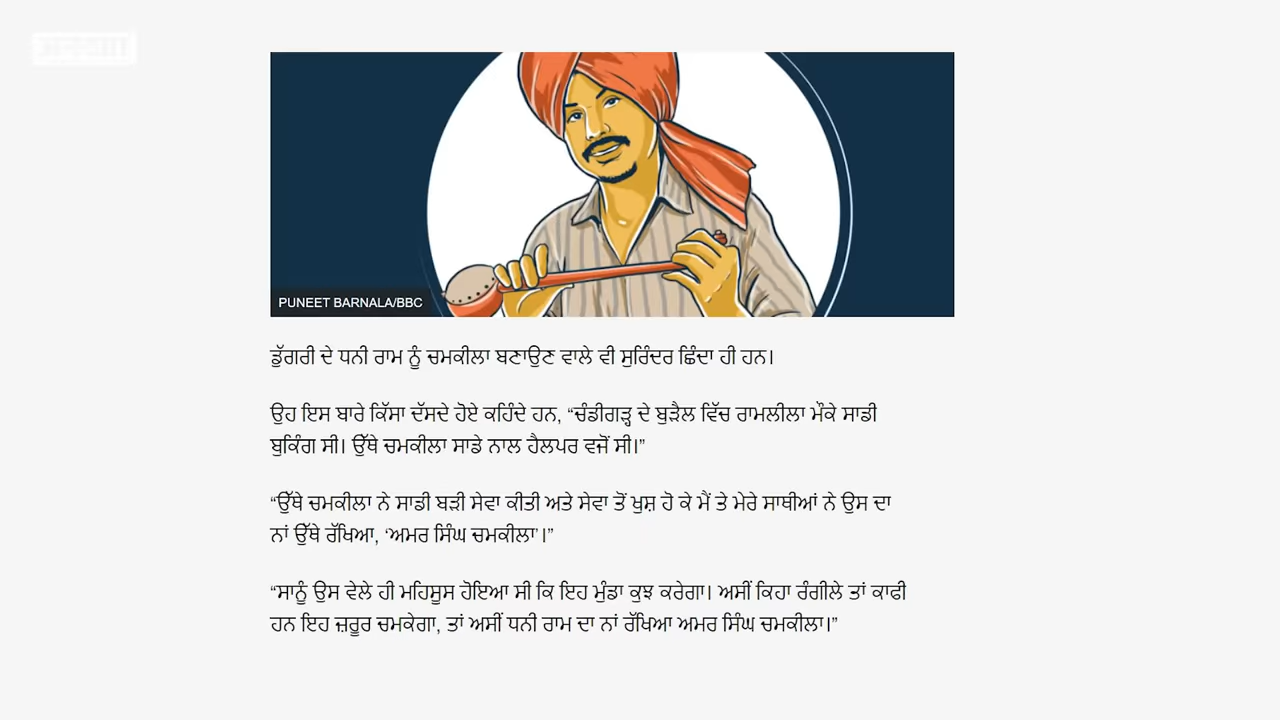 PUNEET BARNALA/BBC
ਡੁੱਗਰੀ ਦੇ ਧਨੀ ਰਾਮ ਨੂੰ ਚਮਕੀਲਾ ਬਣਾਉਣ ਵਾਲੇ ਵੀ ਸੁਰਿੰਦਰ ਛਿੰਦਾ ਹੀ ਹਨ।
ਉਹ ਇਸ ਬਾਰੇ ਕਿੱਸਾ ਦੱਸਦੇ ਹੋਏ ਕਹਿੰਦੇ ਹਨ, “ਚੰਡੀਗੜ੍ਹ ਦੇ ਬੁੜੈਲ ਵਿੱਚ ਰਾਮਲੀਲਾ ਮੌਕੇ ਸਾਡੀ
ਬੁਕਿੰਗ ਸੀ। ਉੱਥੇ ਚਮਕੀਲਾ ਸਾਡੇ ਨਾਲ ਹੈਲਪਰ ਵਜੋਂ ਸੀ।”
“ਉੱਥੇ ਚਮਕੀਲਾ ਨੇ ਸਾਡੀ ਬੜੀ ਸੇਵਾ ਕੀਤੀ ਅਤੇ ਸੇਵਾ ਤੋਂ ਖੁਸ਼ ਹੋ ਕੇ ਮੈਂ ਤੇ ਮੇਰੇ ਸਾਥੀਆਂ ਨੇ ਉਸ ਦਾ
ਨਾਂ ਉੱਥੇ ਰੱਖਿਆ, ‘ਅਮਰ ਸਿੰਘ ਚਮਕੀਲਾ’।”
“ਸਾਨੂੰ ਉਸ ਵੇਲੇ ਹੀ ਮਹਿਸੂਸ ਹੋਇਆ ਸੀ ਕਿ ਇਹ ਮੁੰਡਾ ਕੁਝ ਕਰੇਗਾ। ਅਸੀਂ ਕਿਹਾ ਰੰਗੀਲੇ ਤਾਂ ਕਾਫੀ
ਹਨ ਇਹ ਜ਼ਰੂਰ ਚਮਕੇਗਾ, ਤਾਂ ਅਸੀਂ ਧਨੀ ਰਾਮ ਦਾ ਨਾਂ ਰੱਖਿਆ ਅਮਰ ਸਿੰਘ ਚਮਕੀਲਾ।”